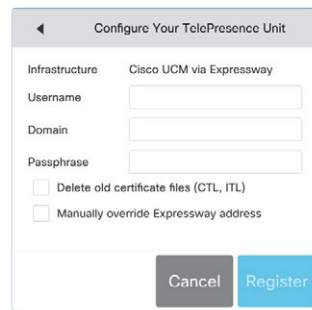 Configure Your TelePresence Unit
Infrastructure Cisco UCM via Expressway
Username
Domain
Passphrase
Delete old certificate files (CTL, ITL)
Manually override Expressway address
Cancel Register